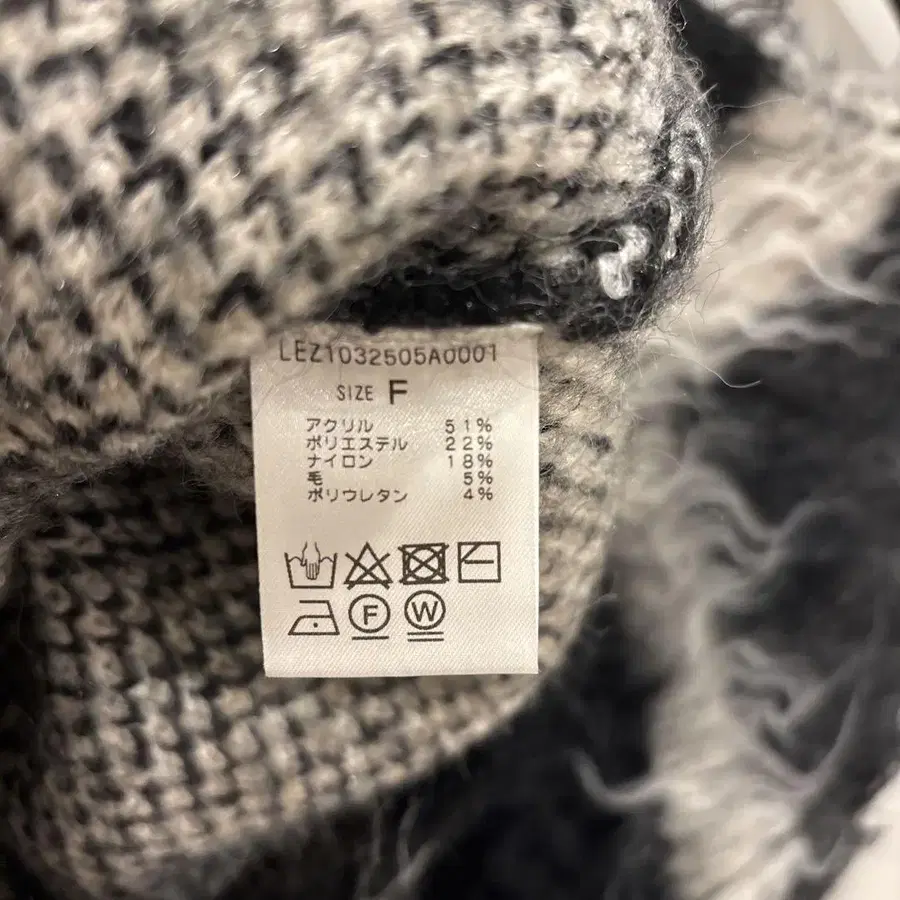 LEZ1032505A0001
SIZE F
アクリル 51%
ポリエステル 22%
ナイロン 18%
毛 5%
ポリウレタン 4%
F W